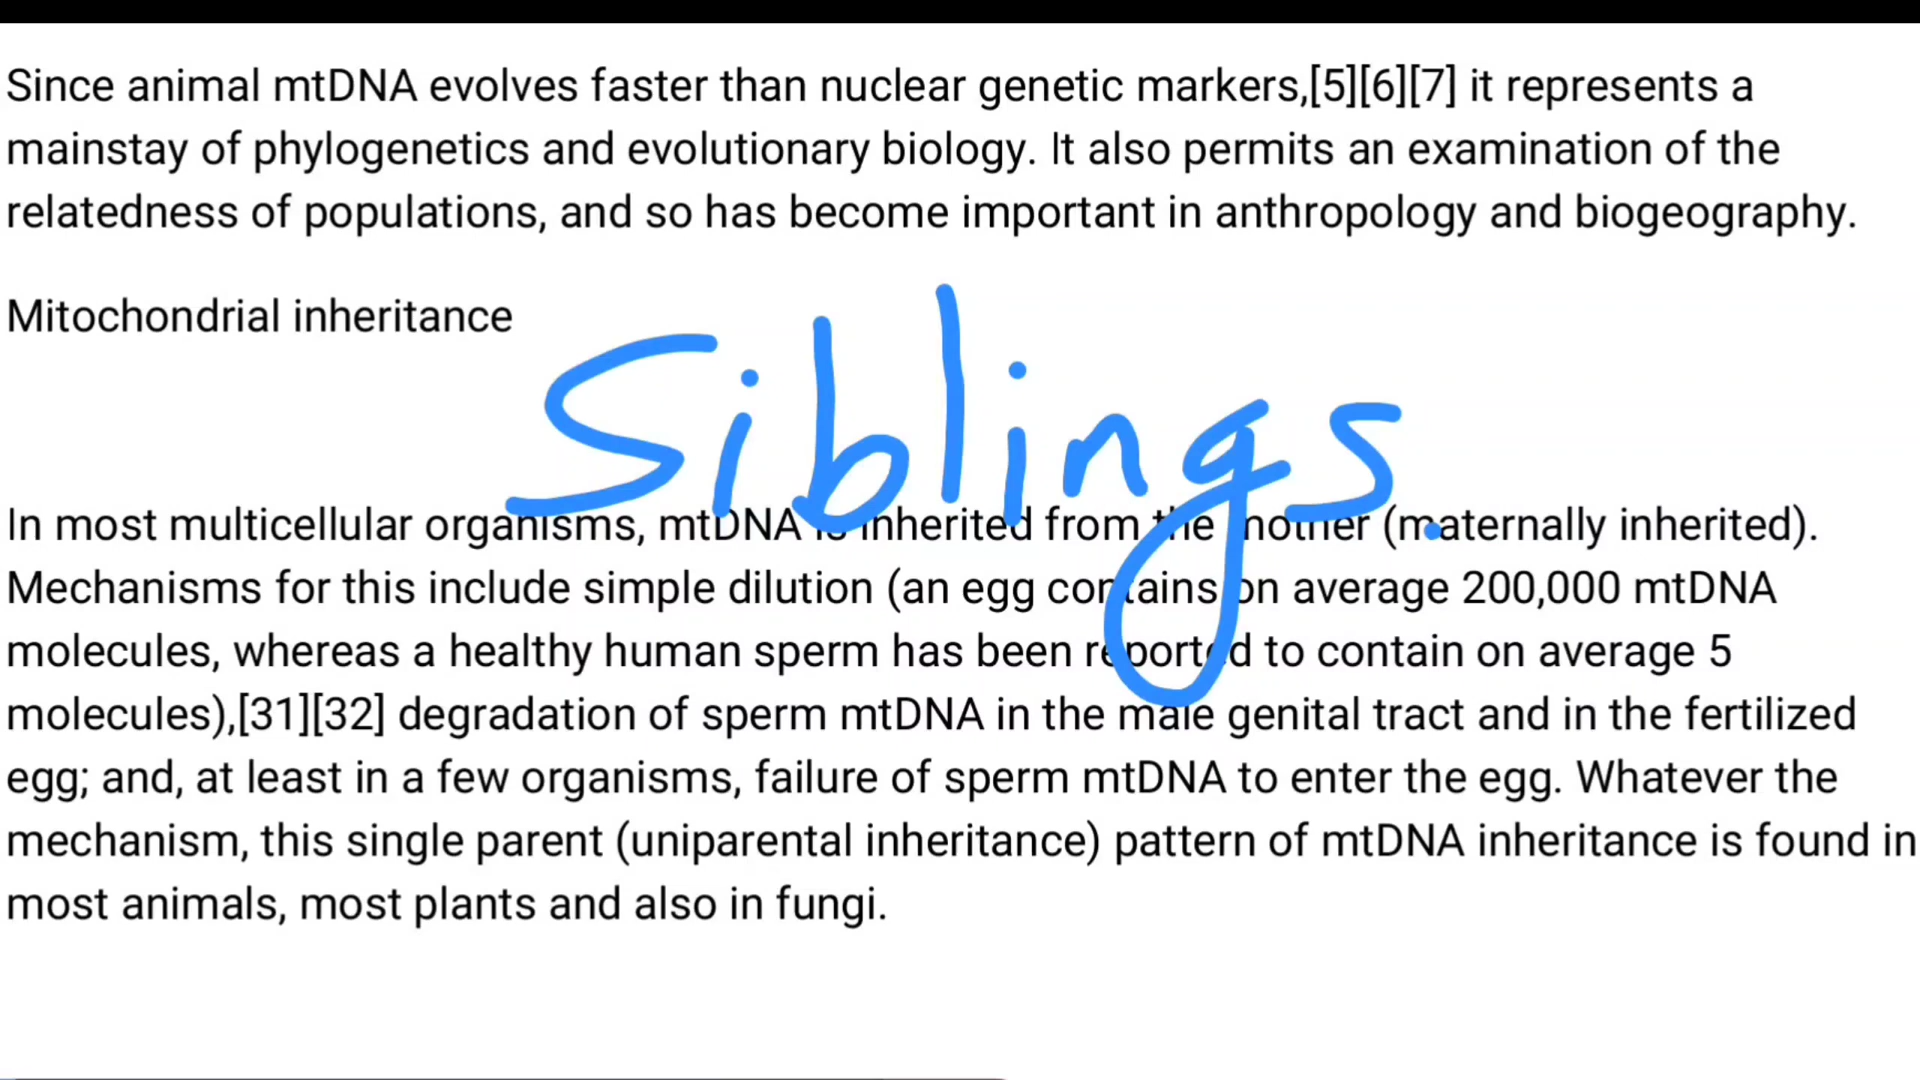 Since animal mtDNA evolves faster than nuclear genetic markers,[5][6][7] it represents a
mainstay of phylogenetics and evolutionary biology. It also permits an examination of the
relatedness of populations, and so has become important in anthropology and biogeography.
Mitochondrial inheritance
Siblings.
In most multicellular organisms, mtDNA is inherited from the mother (maternally inherited).
Mechanisms for this include simple dilution (an egg contains on average 200,000 mtDNA
molecules, whereas a healthy human sperm has been reported to contain on average 5
molecules),[31][32] degradation of sperm mtDNA in the male genital tract and in the fertilized
egg; and, at least in a few organisms, failure of sperm mtDNA to enter the egg. Whatever the
mechanism, this single parent (uniparental inheritance) pattern of mtDNA inheritance is found in
most animals, most plants and also in fungi.